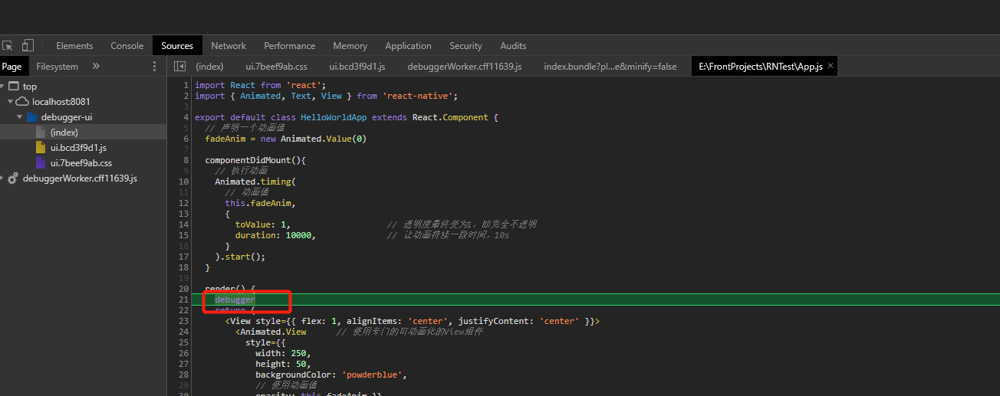 Elements Console Sources Network Performance Memory Application Security Audits
Page Filesystem » (index) ui.7beef9ab.css ui.bcd3f9d1.js debuggerWorker.cff11639.js index.bundle?pl...e&minify=false E:\FrontProjects\RNTest\App.js ×
top
localhost:8081
debugger-ui
(index)
ui.bcd3f9d1.js
ui.7beef9ab.css
debuggerWorker.cff11639.js
1 import React from 'react';
2 import { Animated, Text, View } from 'react-native';
3
4 export default class HelloWorldApp extends React.Component {
5 // 声明一个动画值
6 fadeAnim = new Animated.Value(0)
7
8 componentDidMount(){
9 // 执行动画
10 Animated.timing(
11 // 动画值
12 this.fadeAnim,
13 {
14 toValue: 1, // 透明度最终变为1，即完全不透明
15 duration: 10000, // 让动画持续一段时间，10s
16 }
17 ).start();
18 }
19
20 render() {
21 debugger
22 return (
23 <View style={{ flex: 1, alignItems: 'center', justifyContent: 'center' }}>
24 <Animated.View // 使用专门的可动画化的View组件
25 style={{
26 width: 250,
27 height: 50,
28 backgroundColor: 'powderblue',
29 // 使用动画值
30 opacity: this.fadeAnim }}